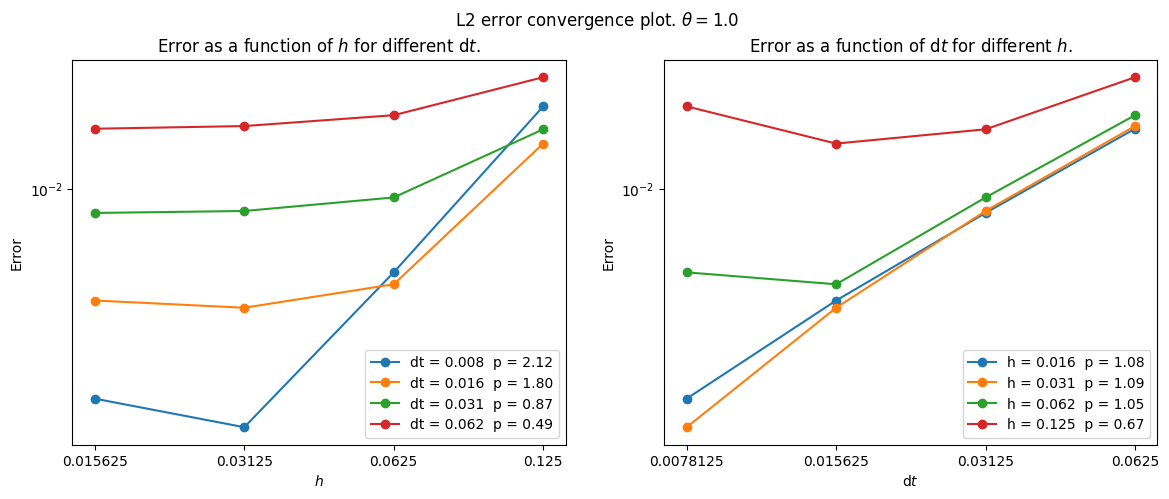 L2 error convergence plot. θ = 1.0
Error as a function of h for different dt.
Error
10⁻²
dt = 0.008 p = 2.12
dt = 0.016 p = 1.80
dt = 0.031 p = 0.87
dt = 0.062 p = 0.49
0.015625 0.03125 0.0625 0.125
h
Error as a function of dt for different h.
Error
10⁻²
h = 0.016 p = 1.08
h = 0.031 p = 1.09
h = 0.062 p = 1.05
h = 0.125 p = 0.67
0.0078125 0.015625 0.03125 0.0625
dt